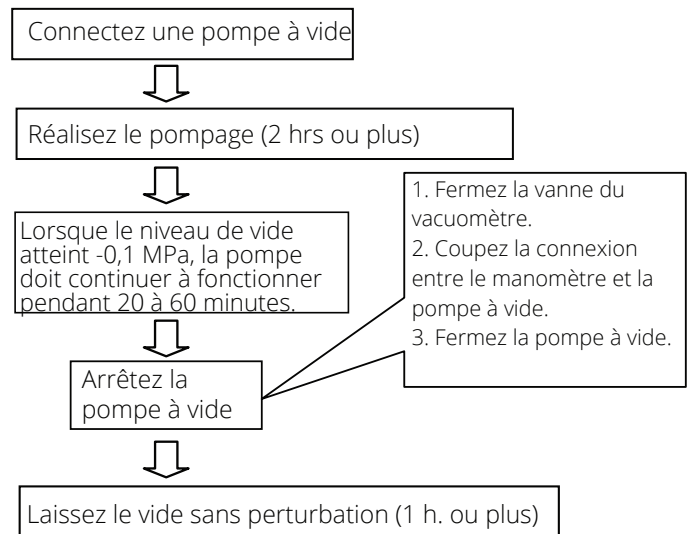 Connectez une pompe à vide
Réalisez le pompage (2 hrs ou plus)
Lorsque le niveau de vide
atteint -0,1 MPa, la pompe
doit continuer à fonctionner
pendant 20 à 60 minutes.
Arrêtez la
pompe à vide
1. Fermez la vanne du
vacuomètre.
2. Coupez la connexion
entre le manomètre et la
pompe à vide.
3. Fermez la pompe à vide.
Laissez le vide sans perturbation (1 h. ou plus)